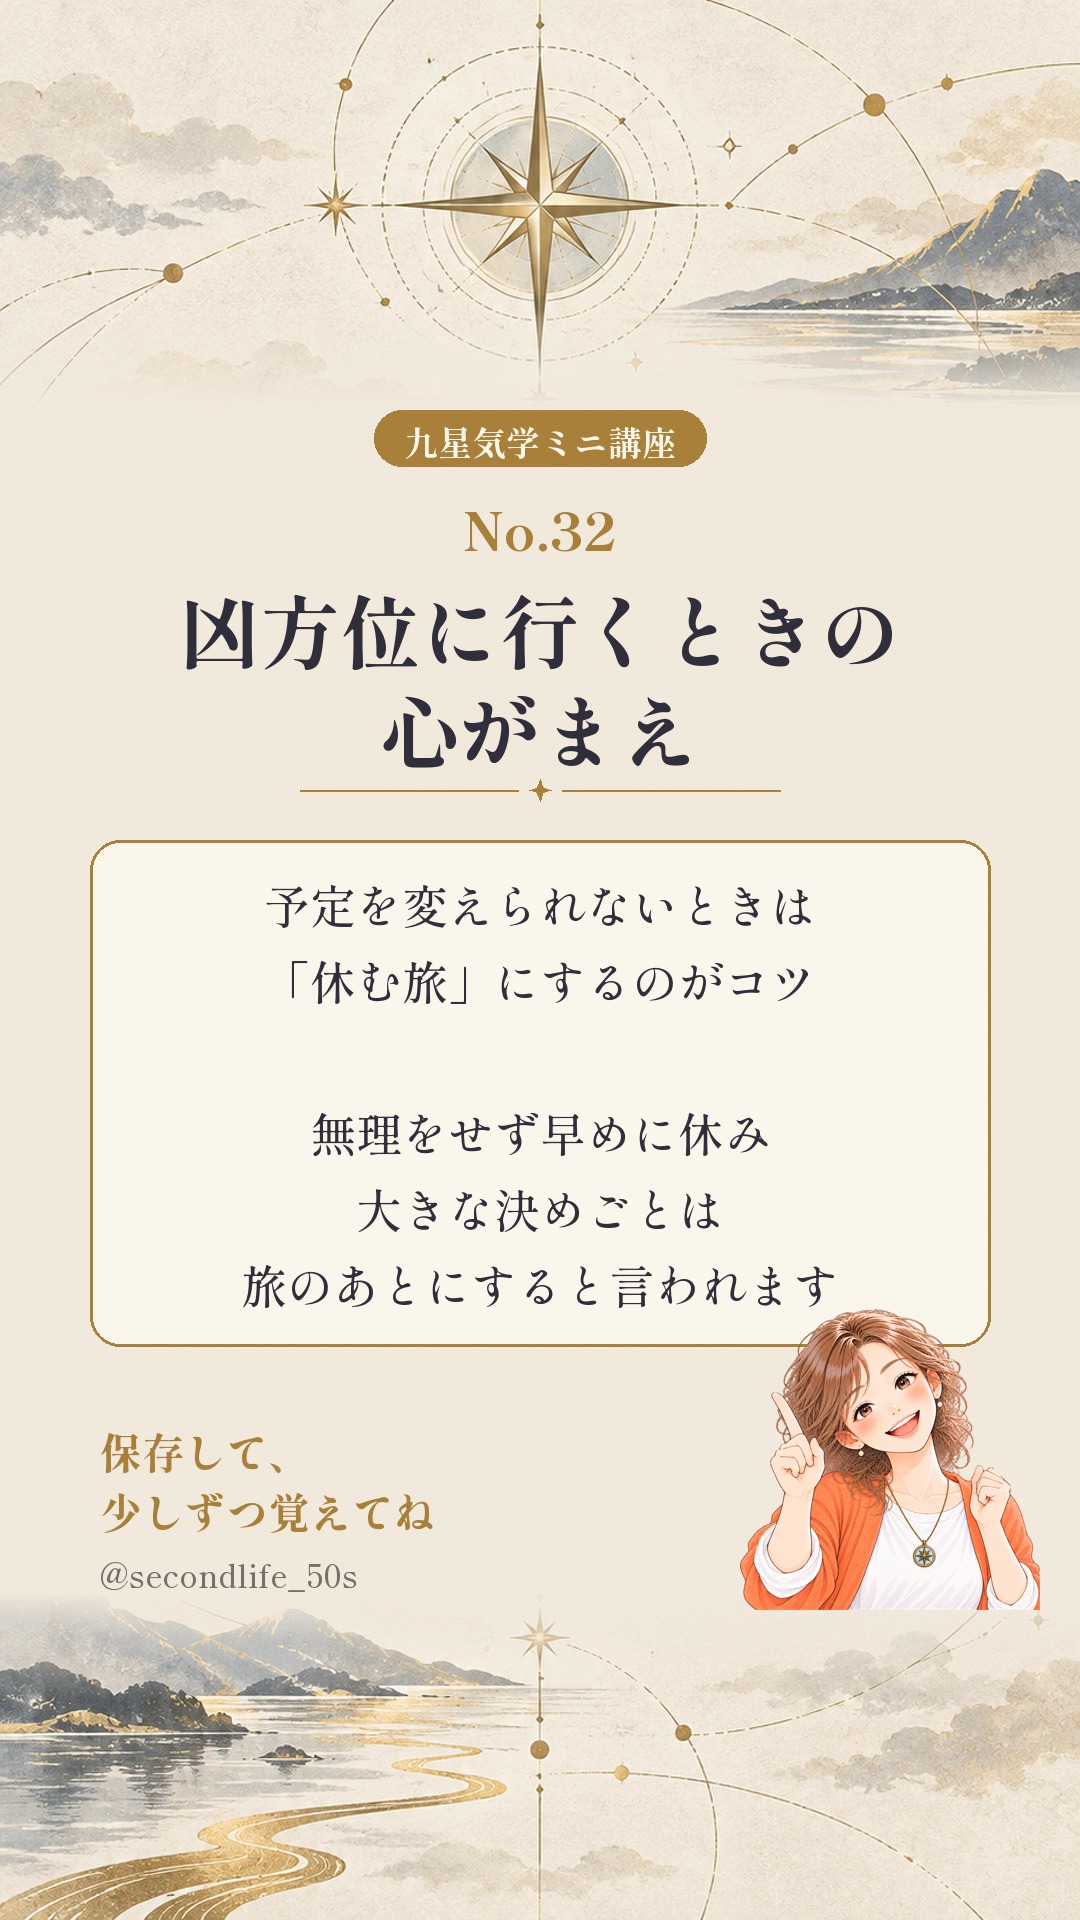 九星気学ミニ講座
No.32
凶方位に行くときの
心がまえ
予定を変えられないときは
「休む旅」にするのがコツ
無理をせず早めに休み
大きな決めごとは
旅のあとにすると言われます
保存して、
少しずつ覚えてね
@secondlife_50s